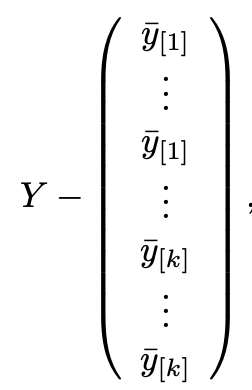 ȳ[1]
⋮
ȳ[1]
Y − ( ⋮ ) ,
ȳ[k]
⋮
ȳ[k]